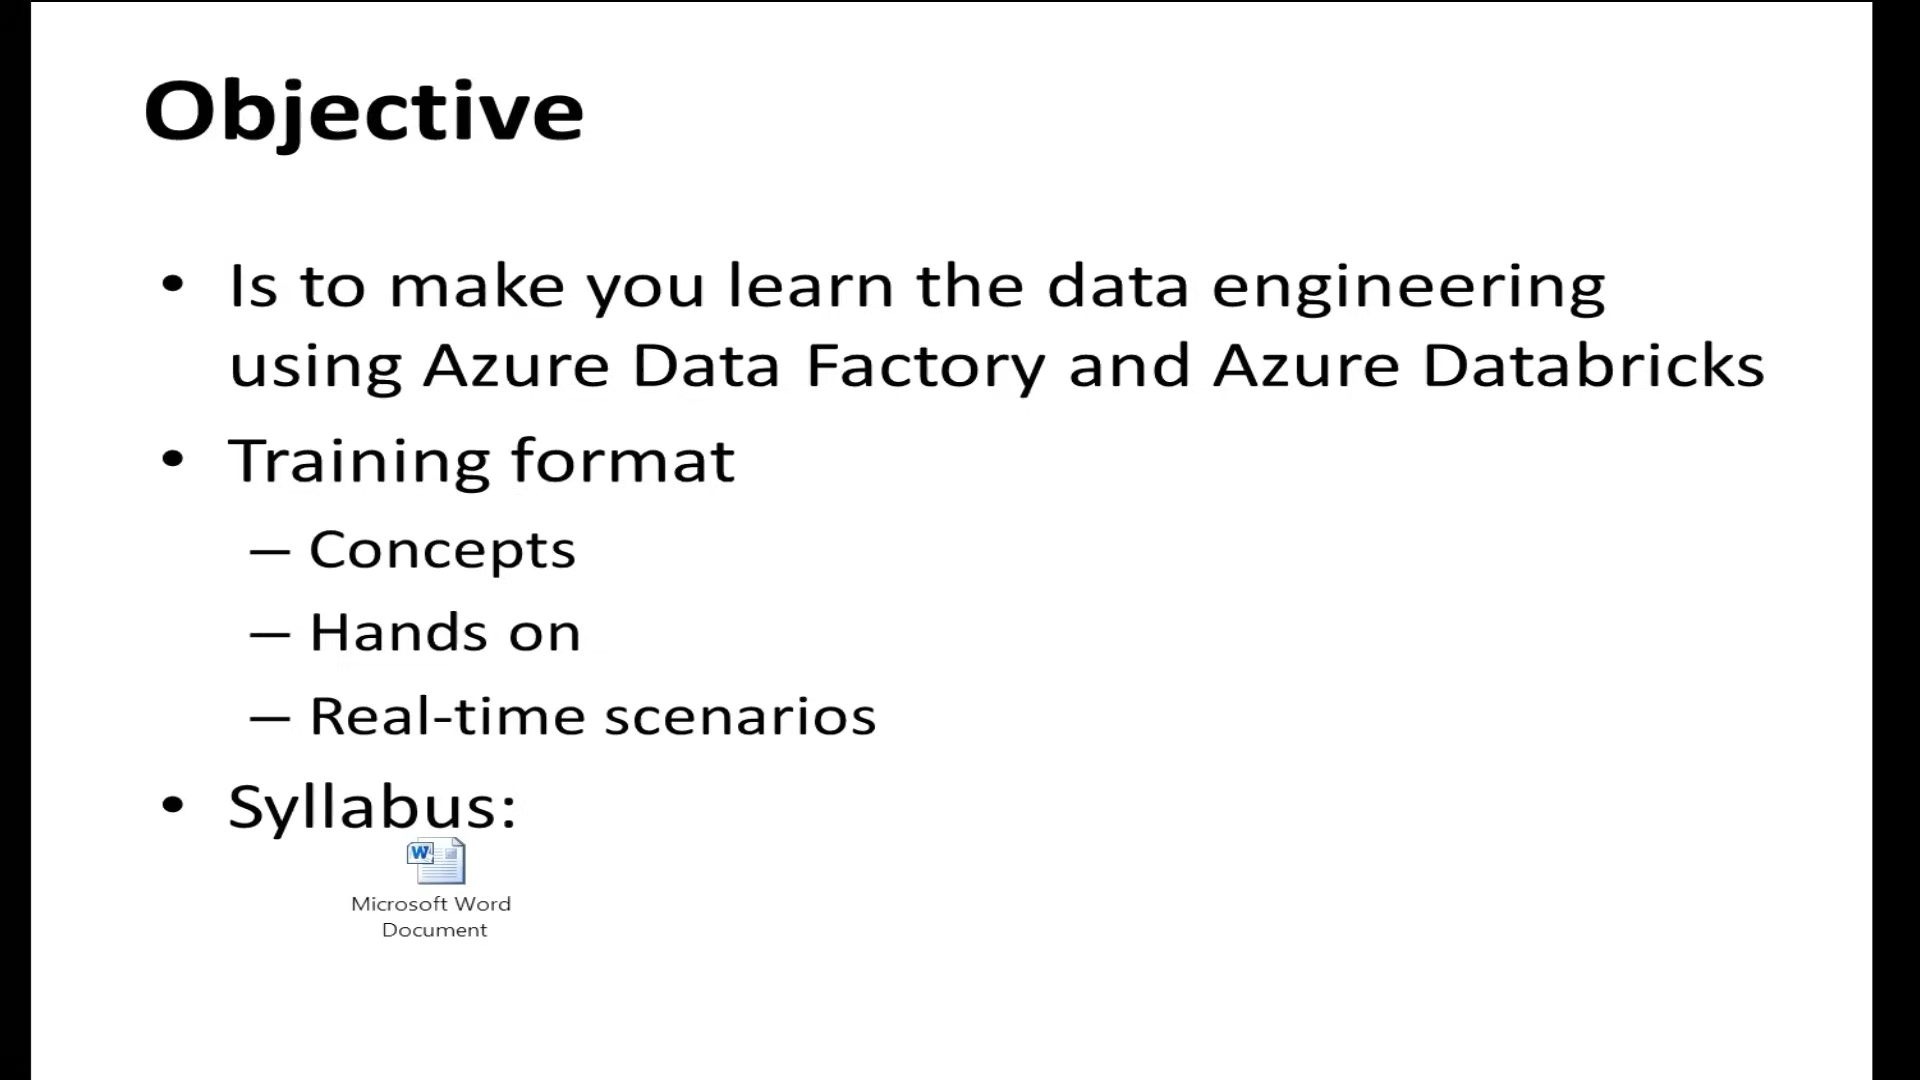 Objective
• Is to make you learn the data engineering
using Azure Data Factory and Azure Databricks
• Training format
– Concepts
– Hands on
– Real-time scenarios
• Syllabus:
W
Microsoft Word
Document